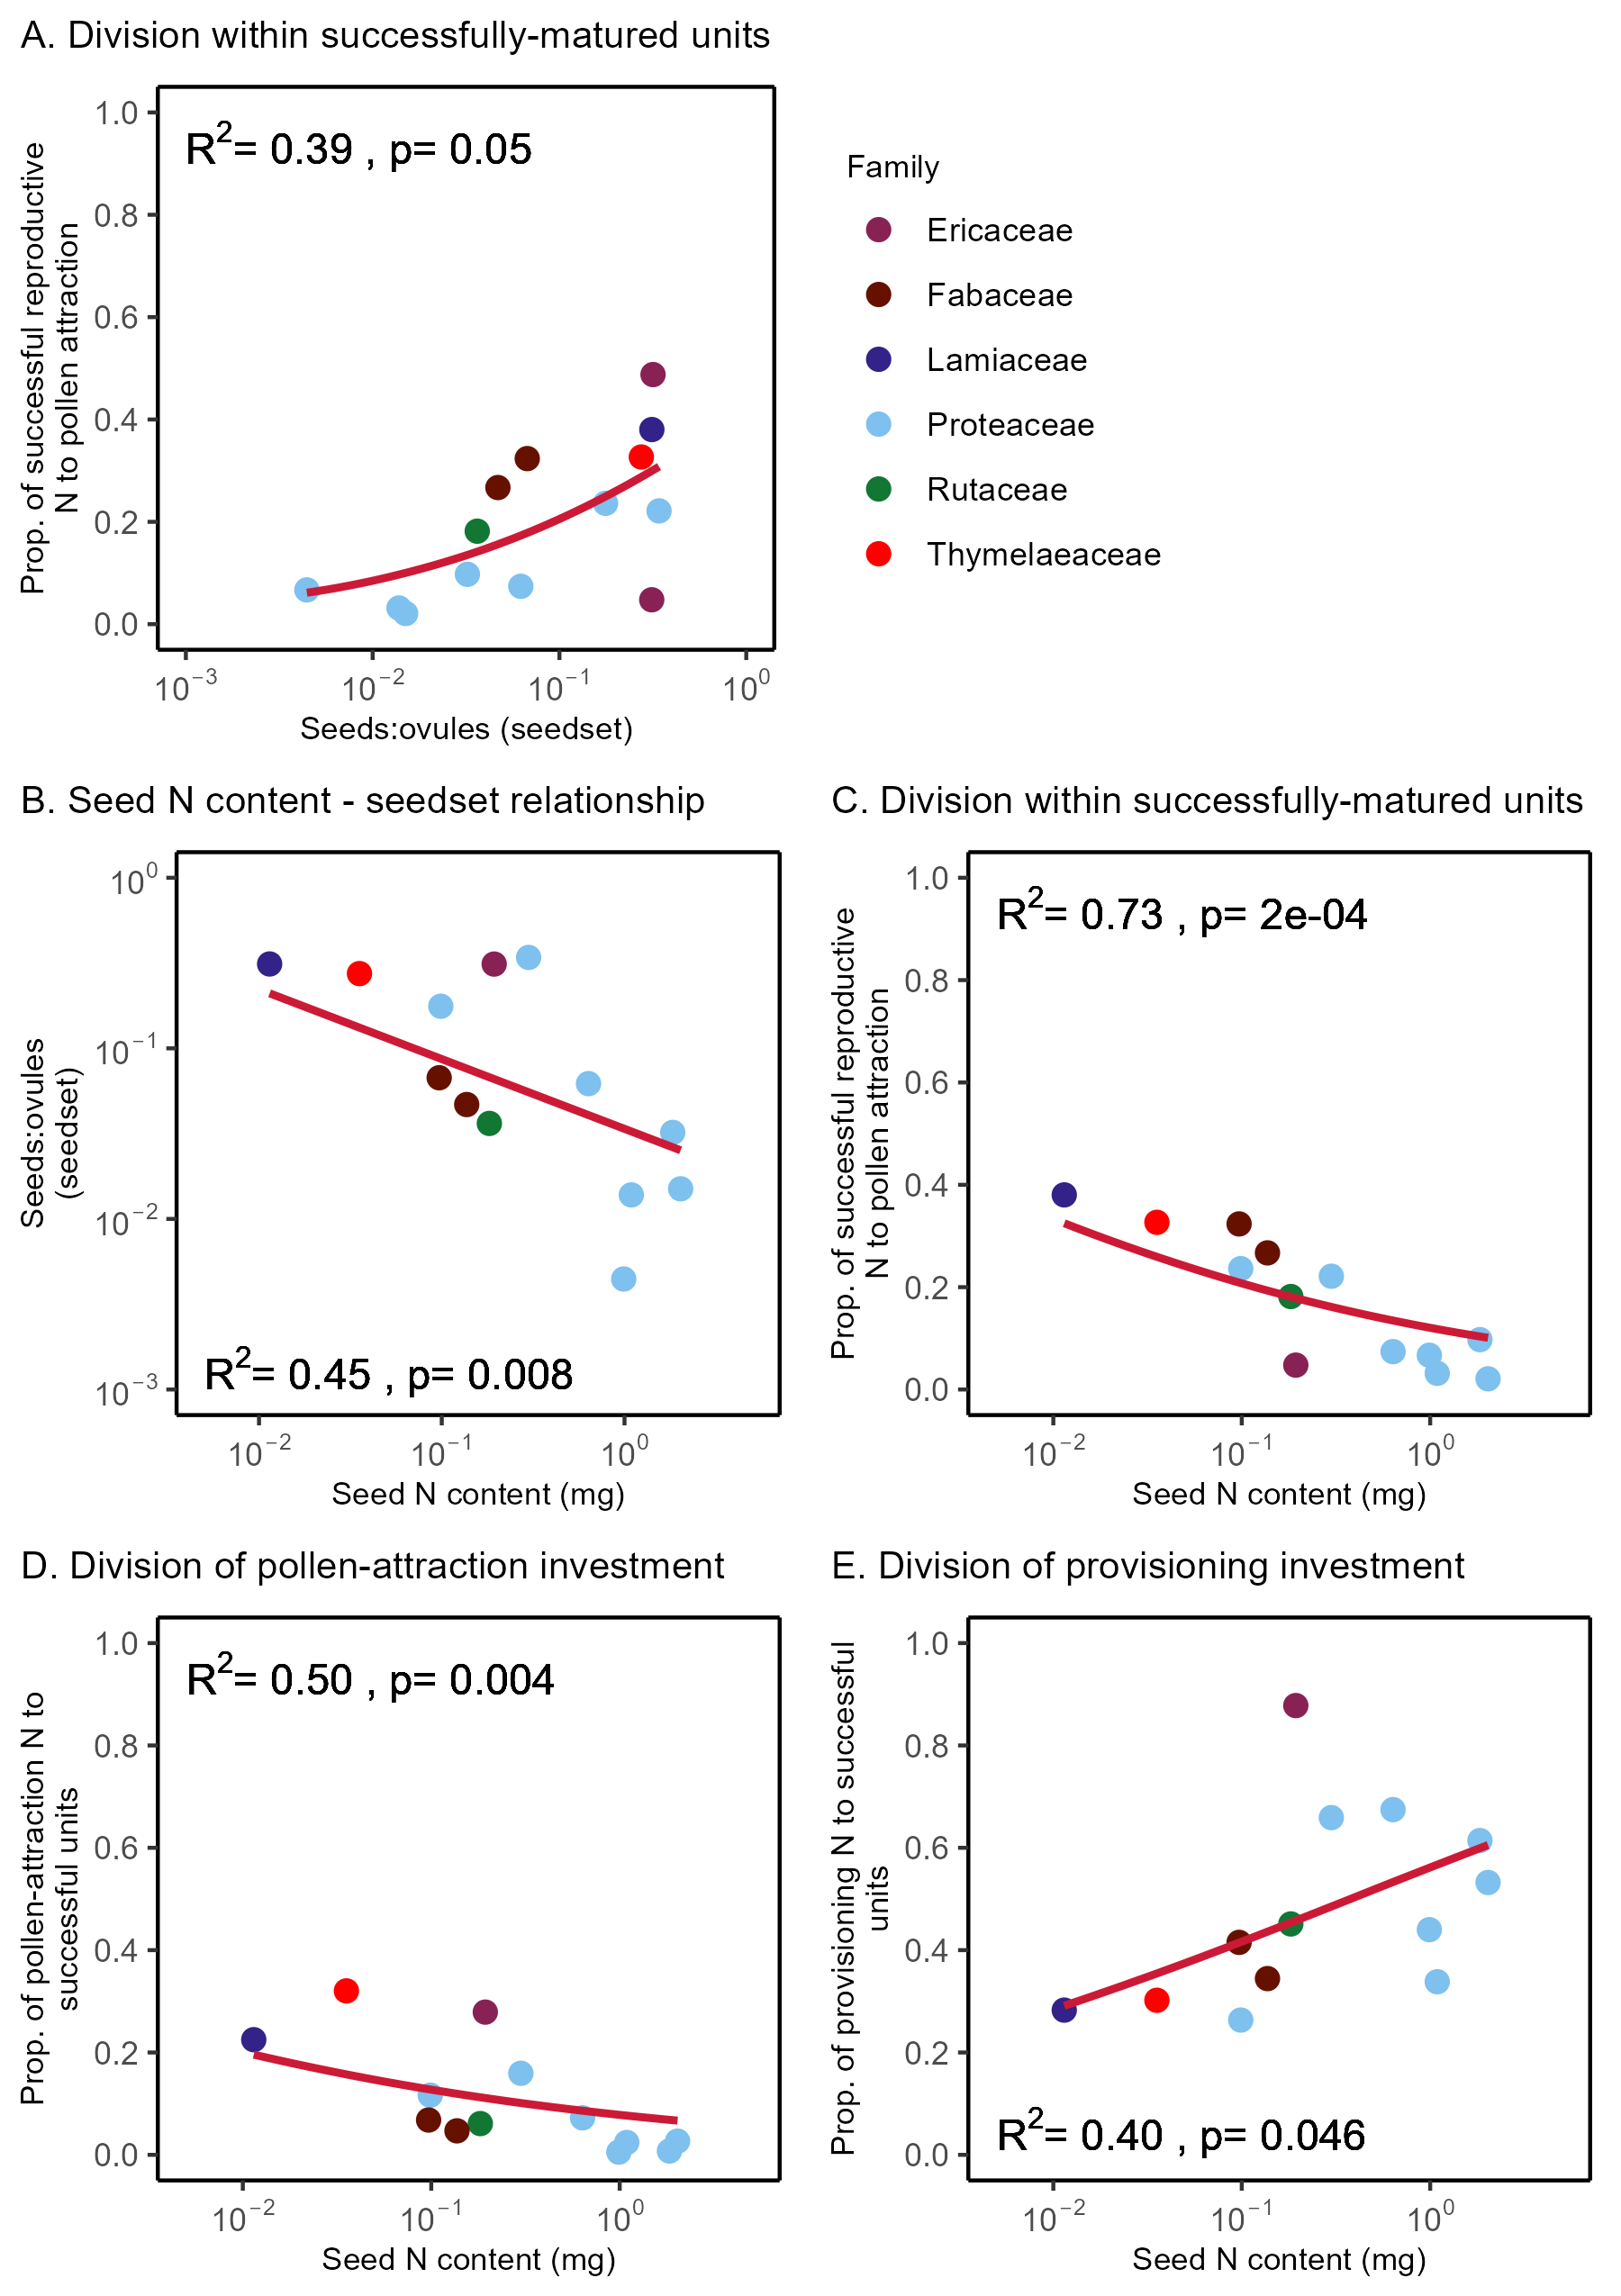 A. Division within successfully-matured units
Prop. of successful reproductive
N to pollen attraction
1.0
0.8
0.6
0.4
0.2
0.0
R²= 0.39 , p= 0.05
10⁻³
10⁻²
10⁻¹
10⁰
Seeds:ovules (seedset)
Family
Ericaceae
Fabaceae
Lamiaceae
Proteaceae
Rutaceae
Thymelaeaceae
B. Seed N content - seedset relationship
Seeds:ovules
(seedset)
10⁰
10⁻¹
10⁻²
10⁻³
R²= 0.45 , p= 0.008
10⁻²
10⁻¹
10⁰
Seed N content (mg)
C. Division within successfully-matured units
Prop. of successful reproductive
N to pollen attraction
1.0
0.8
0.6
0.4
0.2
0.0
R²= 0.73 , p= 2e-04
10⁻²
10⁻¹
10⁰
Seed N content (mg)
D. Division of pollen-attraction investment
Prop. of pollen-attraction N to
successful units
1.0
0.8
0.6
0.4
0.2
0.0
R²= 0.50 , p= 0.004
10⁻²
10⁻¹
10⁰
Seed N content (mg)
E. Division of provisioning investment
Prop. of provisioning N to successful
units
1.0
0.8
0.6
0.4
0.2
0.0
R²= 0.40 , p= 0.046
10⁻²
10⁻¹
10⁰
Seed N content (mg)